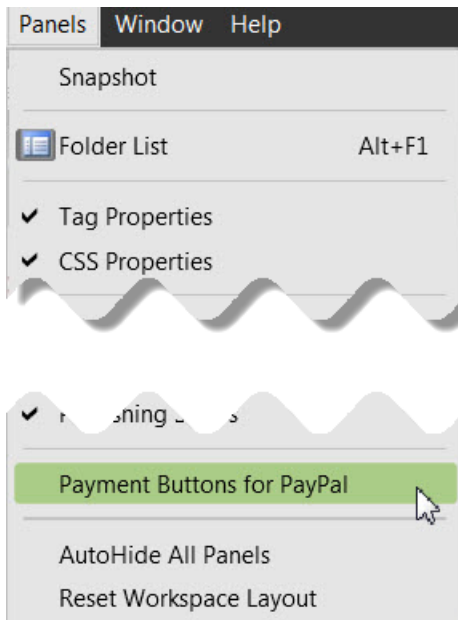 Panels Window Help
Snapshot
Folder List Alt+F1
Tag Properties
CSS Properties
Payment Buttons for PayPal
AutoHide All Panels
Reset Workspace Layout